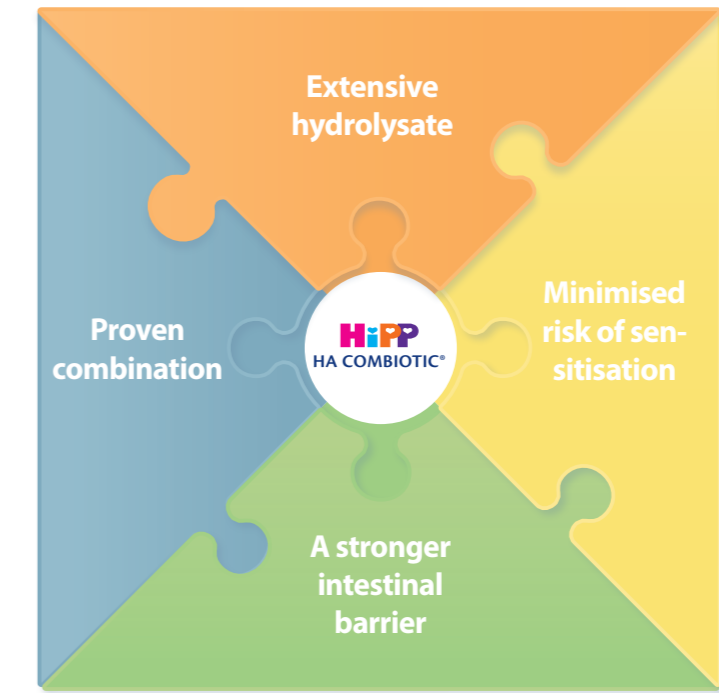 Extensive
hydrolysate
Minimised
risk of sen-
sitisation
Proven
combination
HiPP
HA COMBIOTIC®
A stronger
intestinal
barrier